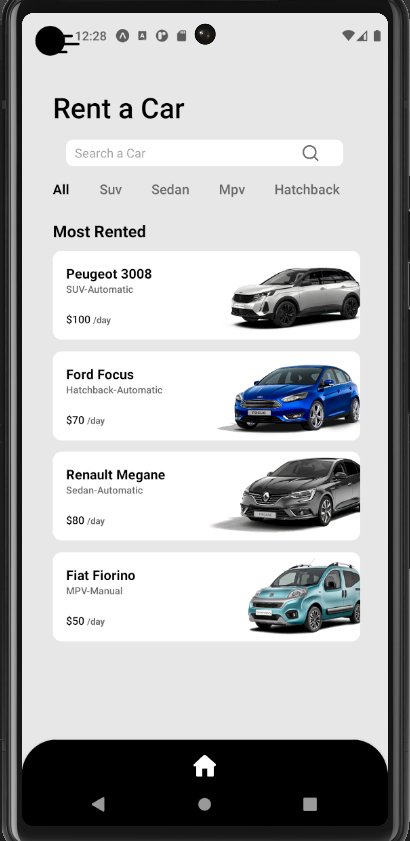 12:28
Rent a Car
Search a Car
All Suv Sedan Mpv Hatchback
Most Rented
Peugeot 3008
SUV-Automatic
$100 /day
Ford Focus
Hatchback-Automatic
$70 /day
Renault Megane
Sedan-Automatic
$80 /day
Fiat Fiorino
MPV-Manual
$50 /day